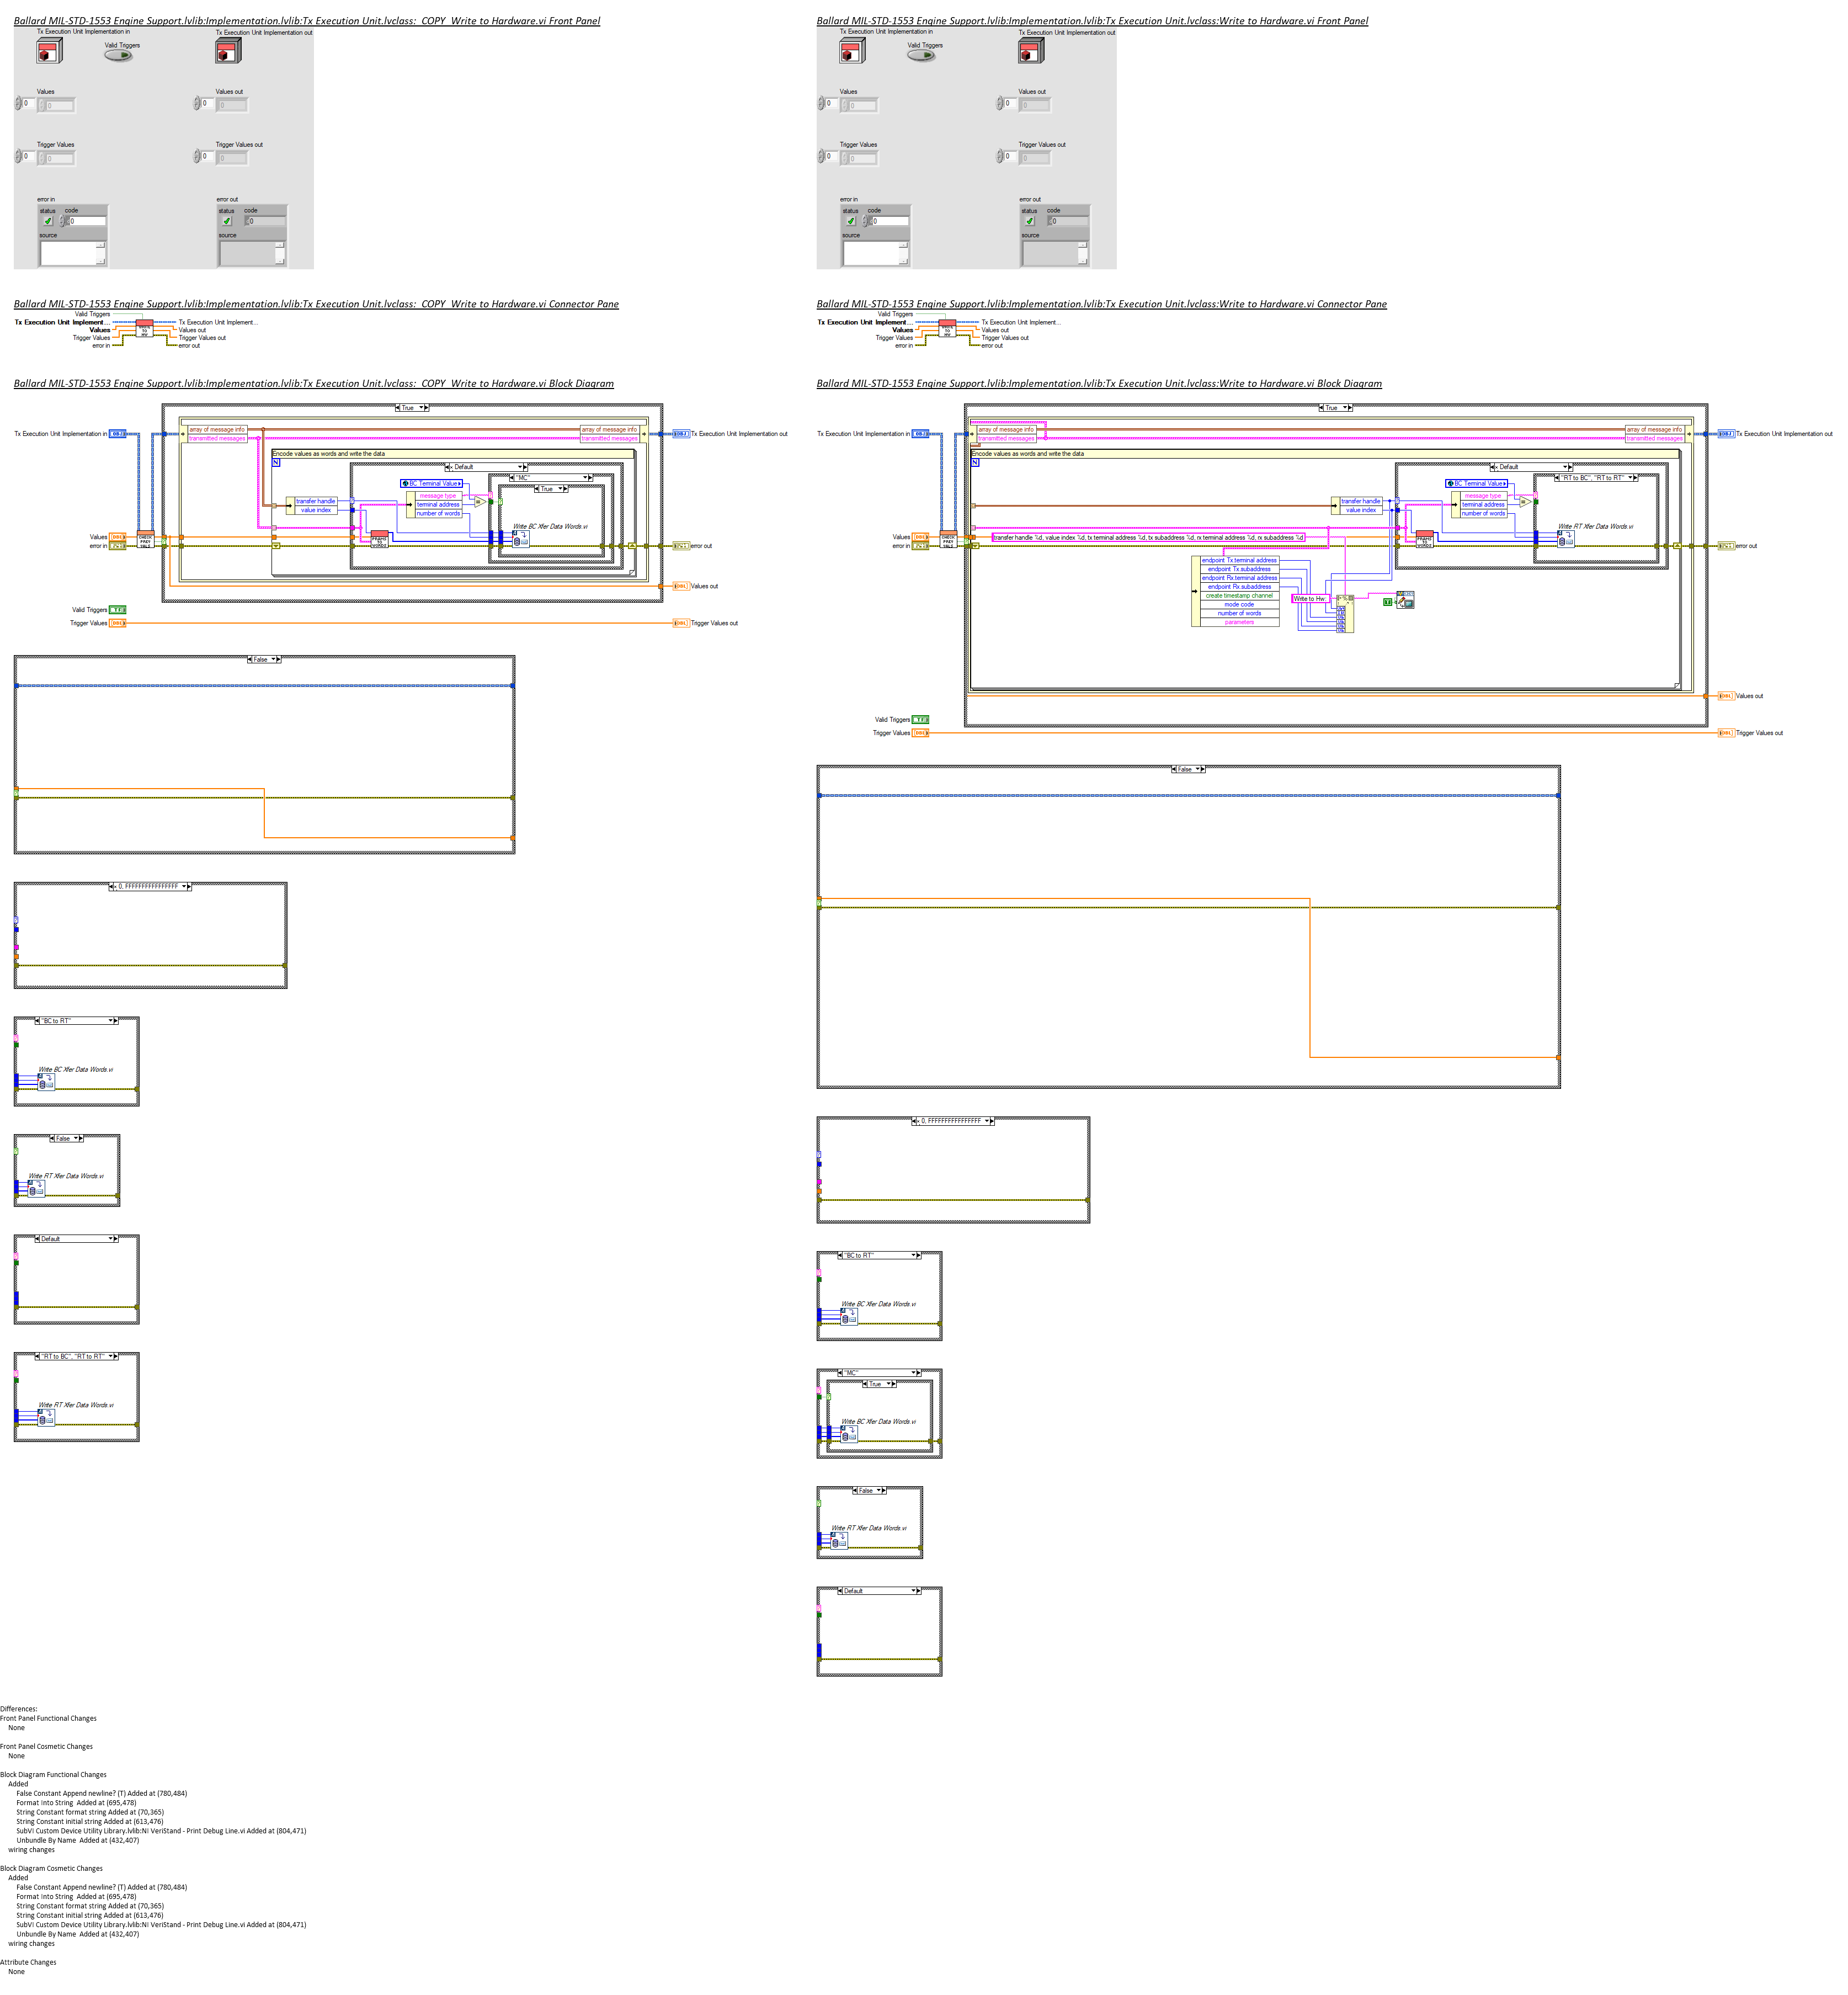 Ballard MIL-STD-1553 Engine Support.lvlib:Implementation.lvlib:Tx Execution Unit.lvclass:_COPY_Write to Hardware.vi Front Panel
Tx Execution Unit Implementation in
Valid Triggers
Tx Execution Unit Implementation out
Values
0
0
Values out
0
0
Trigger Values
0
0
Trigger Values out
0
0
error in
status code
0
source
error out
status code
0
source
Ballard MIL-STD-1553 Engine Support.lvlib:Implementation.lvlib:Tx Execution Unit.lvclass:_COPY_Write to Hardware.vi Connector Pane
Valid Triggers
Tx Execution Unit Implement...
Values
Trigger Values
error in
Tx Execution Unit Implement...
Values out
Trigger Values out
error out
Ballard MIL-STD-1553 Engine Support.lvlib:Implementation.lvlib:Tx Execution Unit.lvclass:_COPY_Write to Hardware.vi Block Diagram
True
Tx Execution Unit Implementation in
array of message info
transmitted messages
array of message info
transmitted messages
Tx Execution Unit Implementation out
Encode values as words and write the data
N
Default
"MC"
BC Terminal Value
True
message type
terminal address
number of words
transfer handle
value index
Write BC Xfer Data Words.vi
Values
error in
error out
Values out
Valid Triggers
Trigger Values
Trigger Values out
False
"BC to RT"
Write BC Xfer Data Words.vi
False
Write RT Xfer Data Words.vi
Default
"RT to BC", "RT to RT"
Write RT Xfer Data Words.vi
Ballard MIL-STD-1553 Engine Support.lvlib:Implementation.lvlib:Tx Execution Unit.lvclass:Write to Hardware.vi Front Panel
Tx Execution Unit Implementation in
Valid Triggers
Tx Execution Unit Implementation out
Values
0
0
Values out
0
0
Trigger Values
0
0
Trigger Values out
0
0
error in
status code
0
source
error out
status code
0
source
Ballard MIL-STD-1553 Engine Support.lvlib:Implementation.lvlib:Tx Execution Unit.lvclass:Write to Hardware.vi Connector Pane
Valid Triggers
Tx Execution Unit Implement...
Values
Trigger Values
error in
Tx Execution Unit Implement...
Values out
Trigger Values out
error out
Ballard MIL-STD-1553 Engine Support.lvlib:Implementation.lvlib:Tx Execution Unit.lvclass:Write to Hardware.vi Block Diagram
True
Tx Execution Unit Implementation in
array of message info
transmitted messages
array of message info
transmitted messages
Tx Execution Unit Implementation out
Encode values as words and write the data
N
Default
BC Terminal Value
"RT to BC", "RT to RT"
message type
terminal address
number of words
transfer handle
value index
Write RT Xfer Data Words.vi
Values
error in
transfer handle %d, value index %d, tx terminal address %d, tx subaddress %d, rx terminal address %d, rx subaddress %d
error out
endpoint Tx.terminal address
endpoint Tx.subaddress
endpoint Rx.terminal address
endpoint Rx.subaddress
create timestamp channel
mode code
number of words
parameters
Write to Hw:
Values out
Valid Triggers
Trigger Values
Trigger Values out
False
"BC to RT"
Write BC Xfer Data Words.vi
"MC"
True
Write BC Xfer Data Words.vi
False
Write RT Xfer Data Words.vi
Default
Differences:
Front Panel Functional Changes
None
Front Panel Cosmetic Changes
None
Block Diagram Functional Changes
Added
False Constant Append newline? (T) Added at (780,484)
Format Into String Added at (695,478)
String Constant format string Added at (70,365)
String Constant initial string Added at (613,476)
SubVI Custom Device Utility Library.lvlib:NI VeriStand - Print Debug Line.vi Added at (804,471)
Unbundle By Name Added at (432,407)
wiring changes
Block Diagram Cosmetic Changes
Added
False Constant Append newline? (T) Added at (780,484)
Format Into String Added at (695,478)
String Constant format string Added at (70,365)
String Constant initial string Added at (613,476)
SubVI Custom Device Utility Library.lvlib:NI VeriStand - Print Debug Line.vi Added at (804,471)
Unbundle By Name Added at (432,407)
wiring changes
Attribute Changes
None